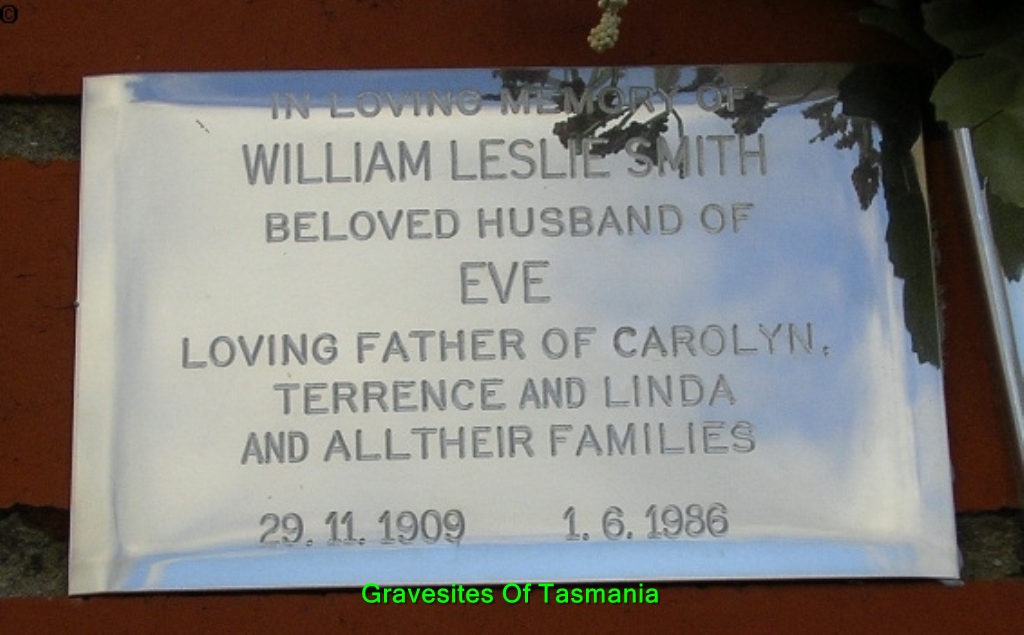 ©
IN LOVING MEMORY OF
WILLIAM LESLIE SMITH
BELOVED HUSBAND OF
EVE
LOVING FATHER OF CAROLYN,
TERRENCE AND LINDA
AND ALLTHEIR FAMILIES
29. 11. 1909 1. 6. 1986
Gravesites Of Tasmania